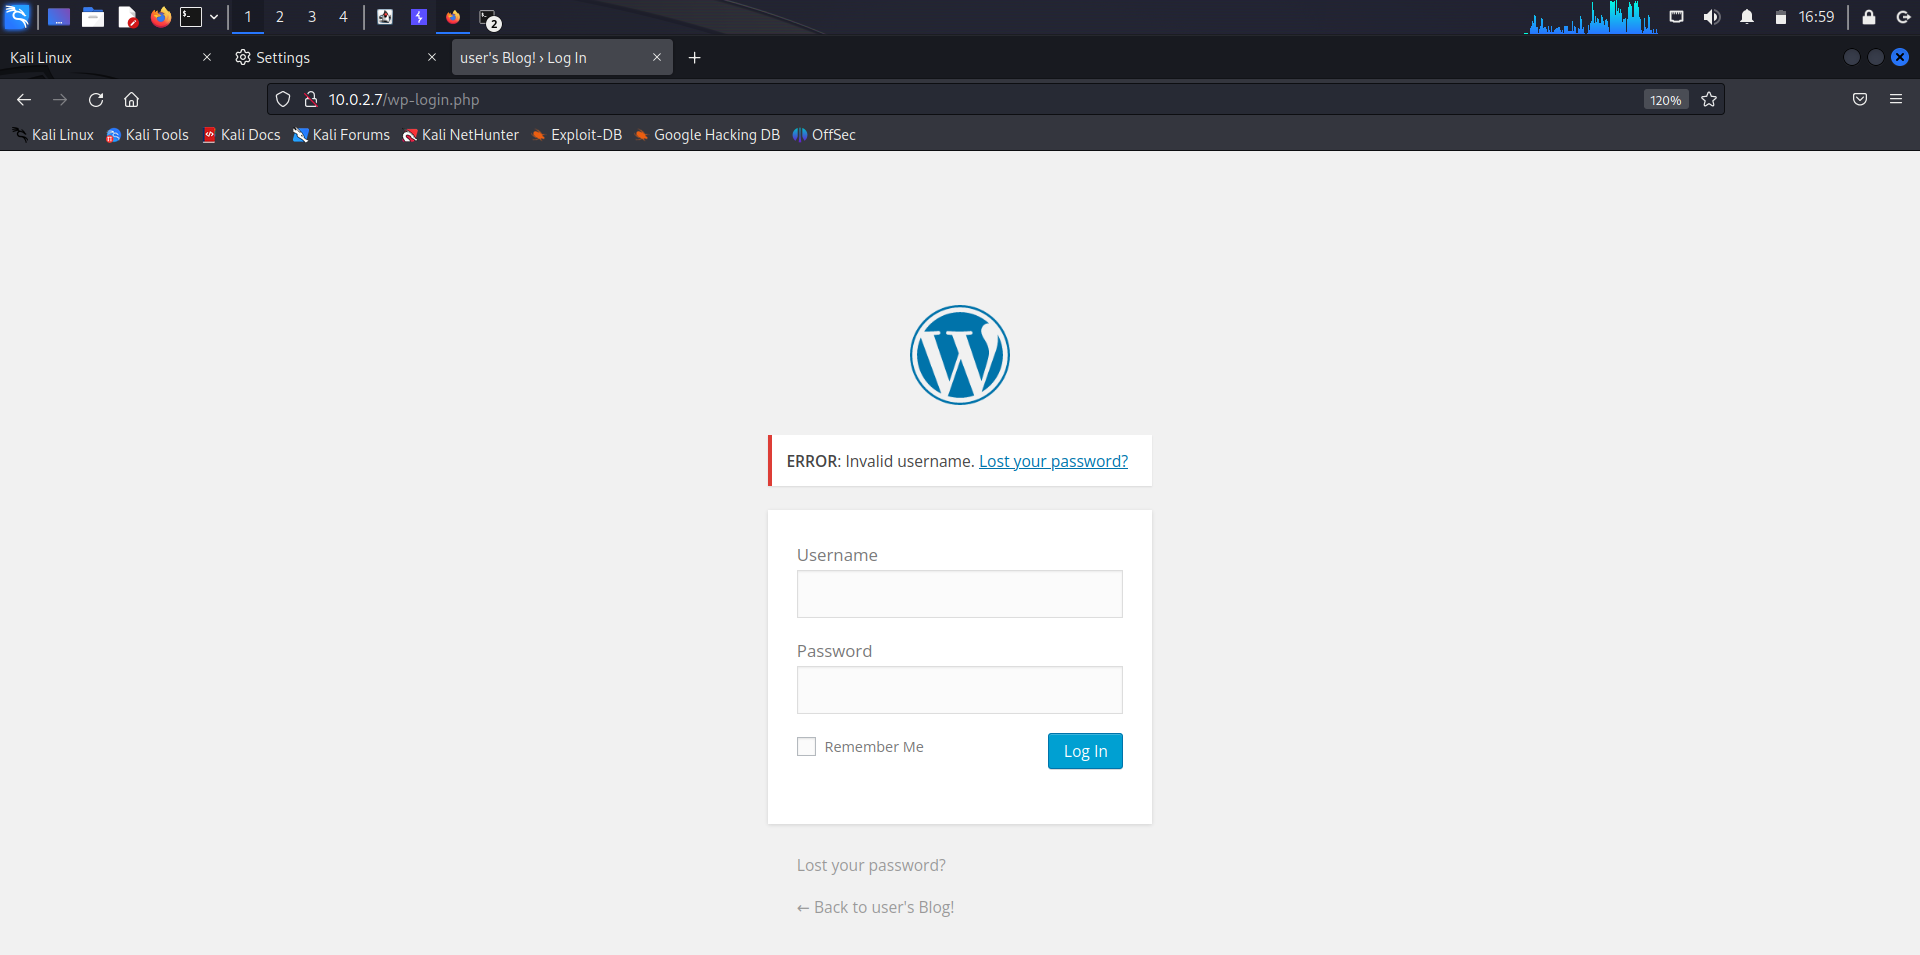 1 2 3 4 2 16:59
Kali Linux Settings user's Blog! › Log In
10.0.2.7/wp-login.php 120%
Kali Linux Kali Tools Kali Docs Kali Forums Kali NetHunter Exploit-DB Google Hacking DB OffSec
ERROR: Invalid username. Lost your password?
Username
Password
Remember Me Log In
Lost your password?
← Back to user's Blog!